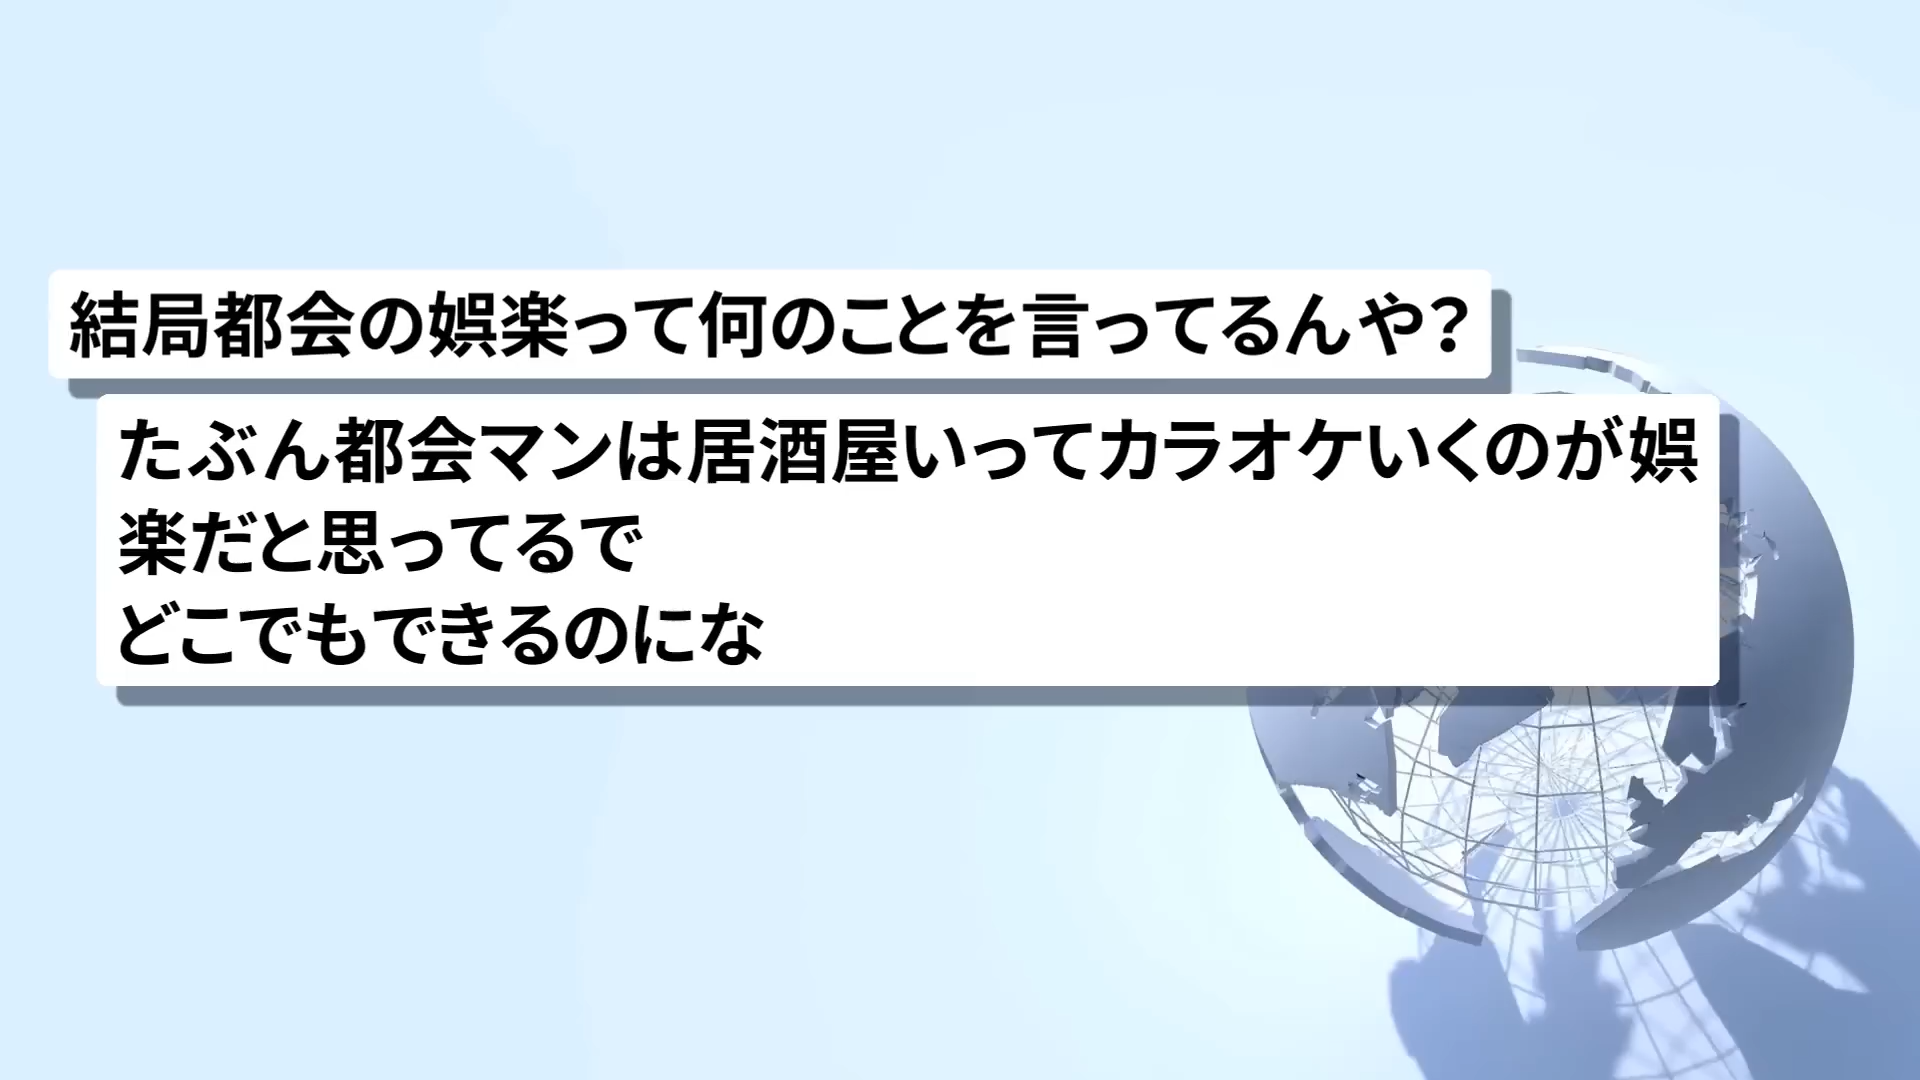 結局都会の娯楽って何のことを言ってるんや？
たぶん都会マンは居酒屋いってカラオケいくのが娯
楽だと思ってるで
どこでもできるのにな